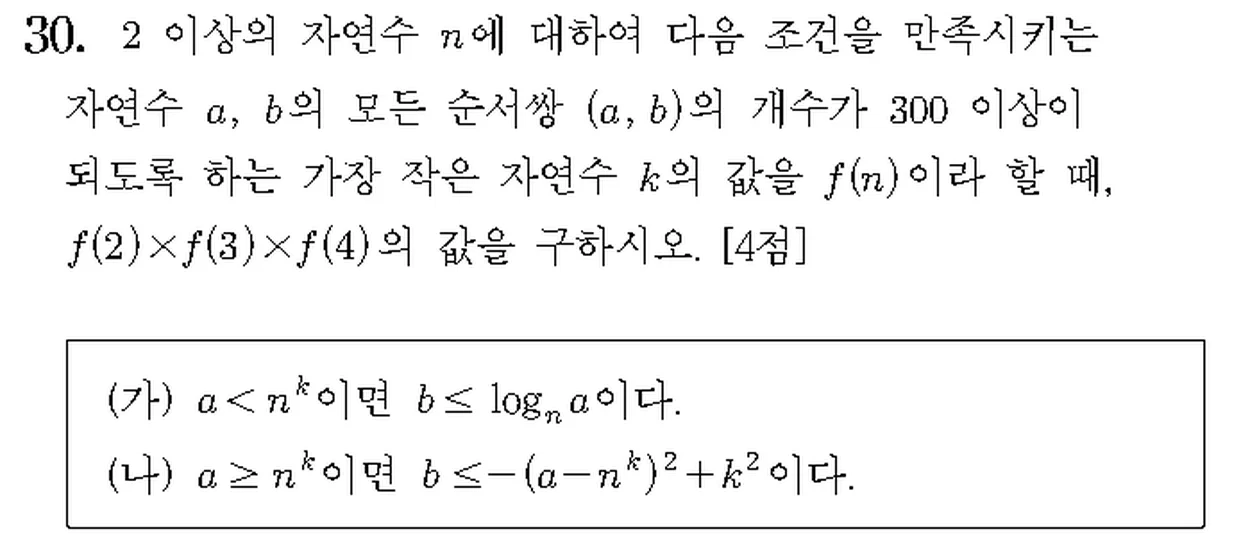 30. 2 이상의 자연수 n에 대하여 다음 조건을 만족시키는
자연수 a, b의 모든 순서쌍 (a, b)의 개수가 300 이상이
되도록 하는 가장 작은 자연수 k의 값을 f(n)이라 할 때,
f(2)×f(3)×f(4)의 값을 구하시오. [4점]
(가) a < n^k이면 b ≤ log_n a이다.
(나) a ≥ n^k이면 b ≤ −(a−n^k)^2+k^2이다.